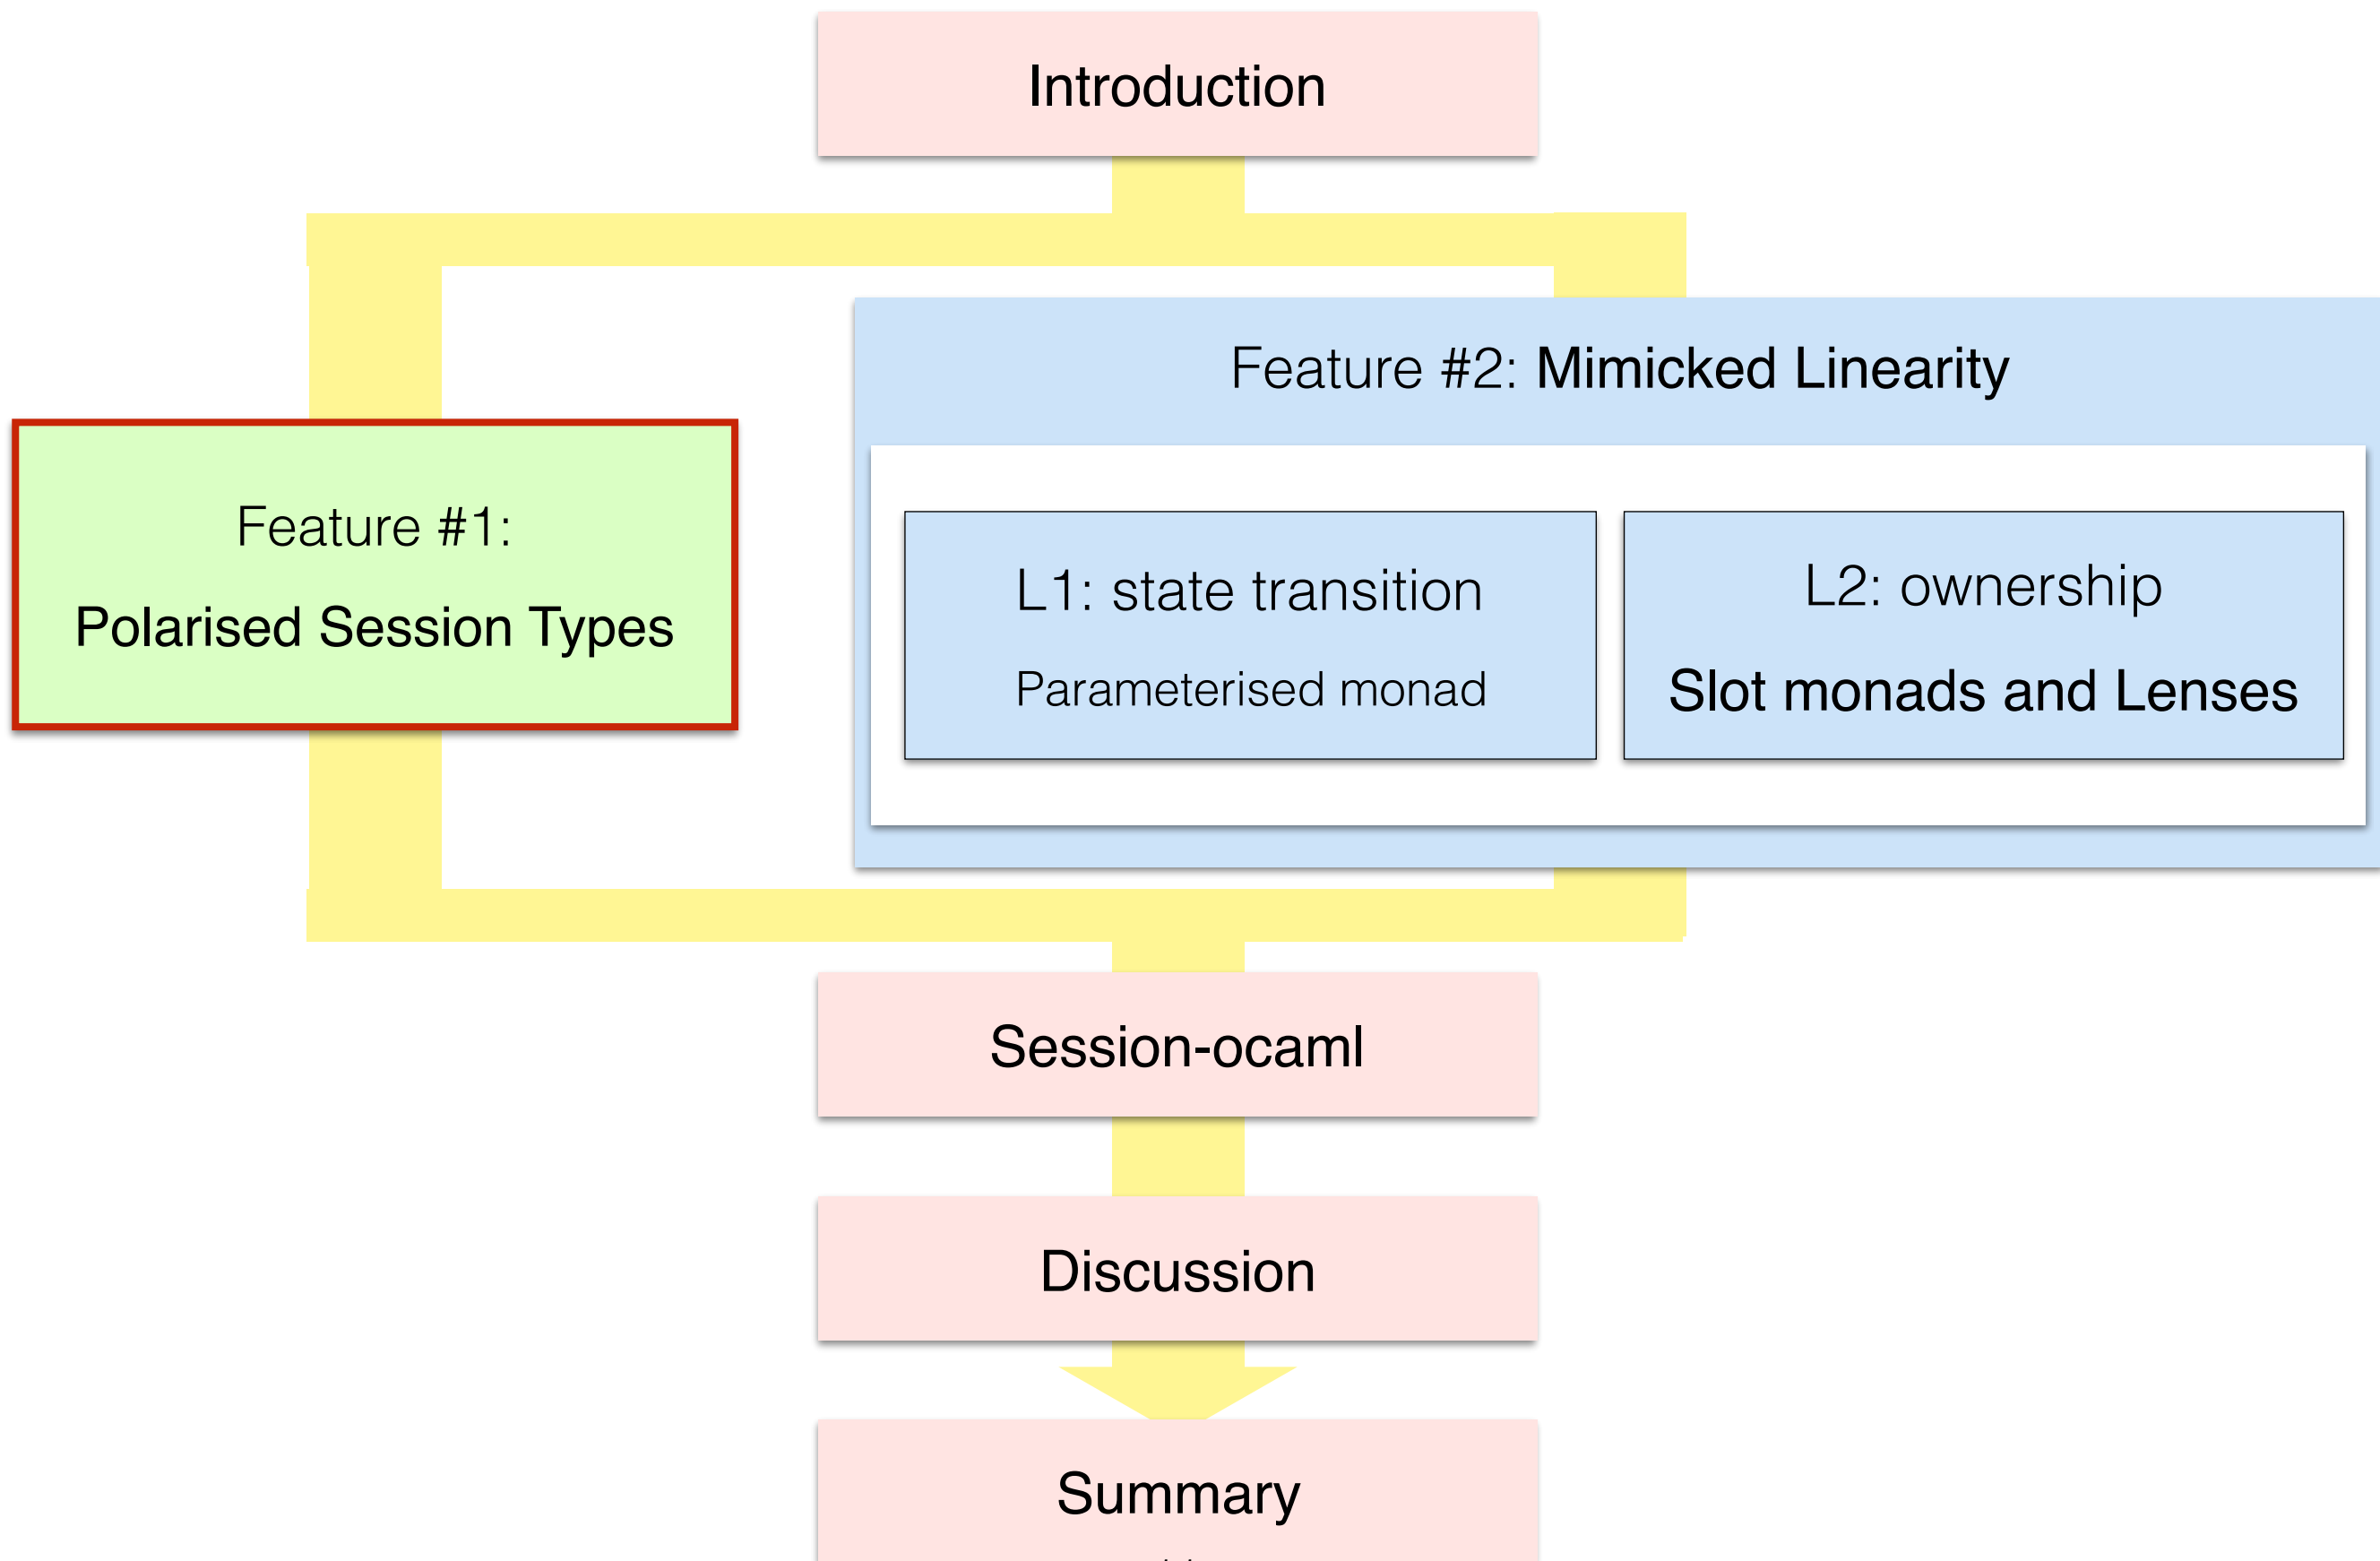 Introduction
Feature #2: Mimicked Linearity
Feature #1:
Polarised Session Types
L1: state transition
Parameterised monad
L2: ownership
Slot monads and Lenses
Session-ocaml
Discussion
Summary